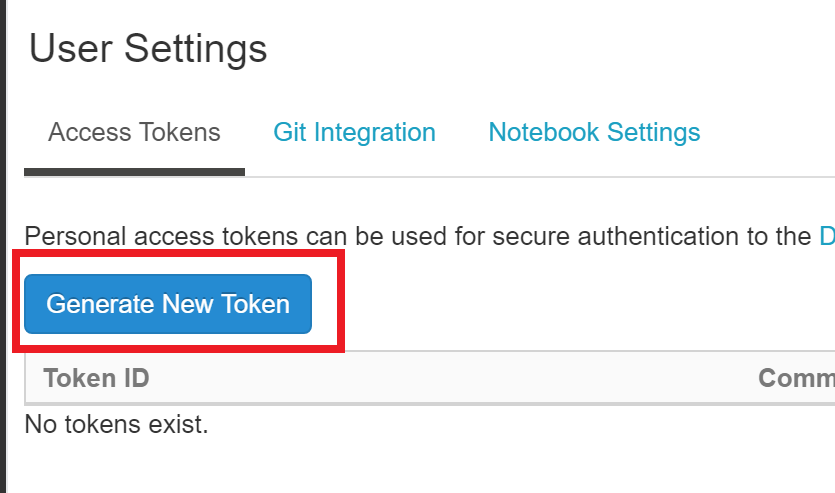 User Settings
Access Tokens Git Integration Notebook Settings
Personal access tokens can be used for secure authentication to the D
Generate New Token
Token ID Comm
No tokens exist.